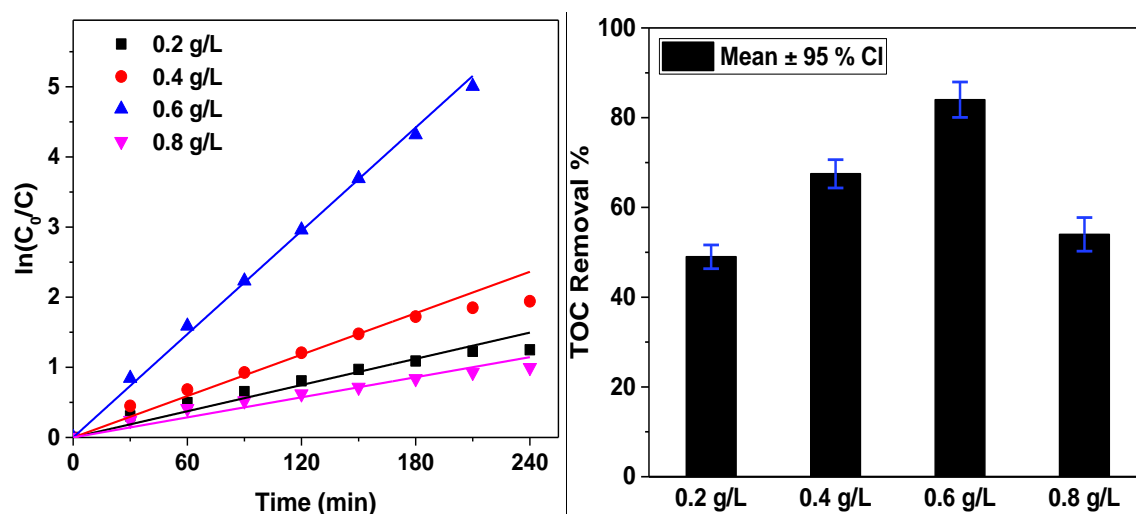 0.2 g/L
0.4 g/L
0.6 g/L
0.8 g/L
ln(C₀/C)
5
4
3
2
1
0
0 60 120 180 240
Time (min)
Mean ± 95 % CI
TOC Removal %
100
80
60
40
20
0
0.2 g/L 0.4 g/L 0.6 g/L 0.8 g/L